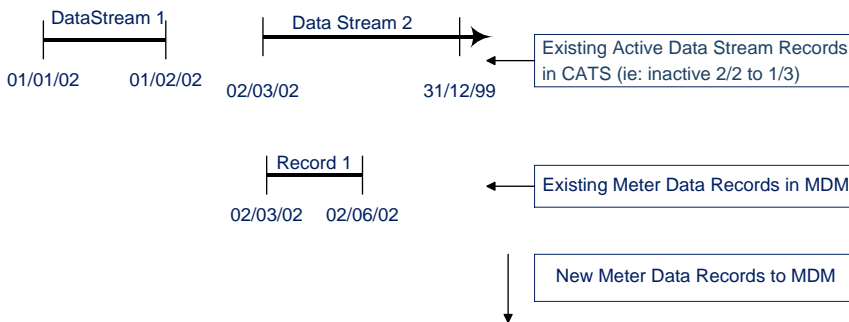 DataStream 1
Data Stream 2
01/01/02
01/02/02
02/03/02
31/12/99
Existing Active Data Stream Records
in CATS (ie: inactive 2/2 to 1/3)
Record 1
02/03/02
02/06/02
Existing Meter Data Records in MDM
New Meter Data Records to MDM